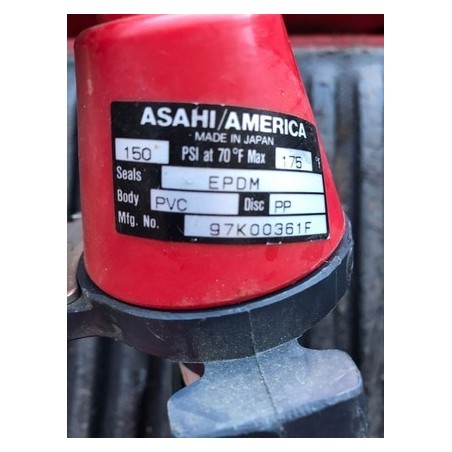 ASAHI/AMERICA
MADE IN JAPAN
150 PSI at 70 °F Max 175 °F
Seals EPDM
Body PVC Disc PP
Mfg. No. 97K00361F